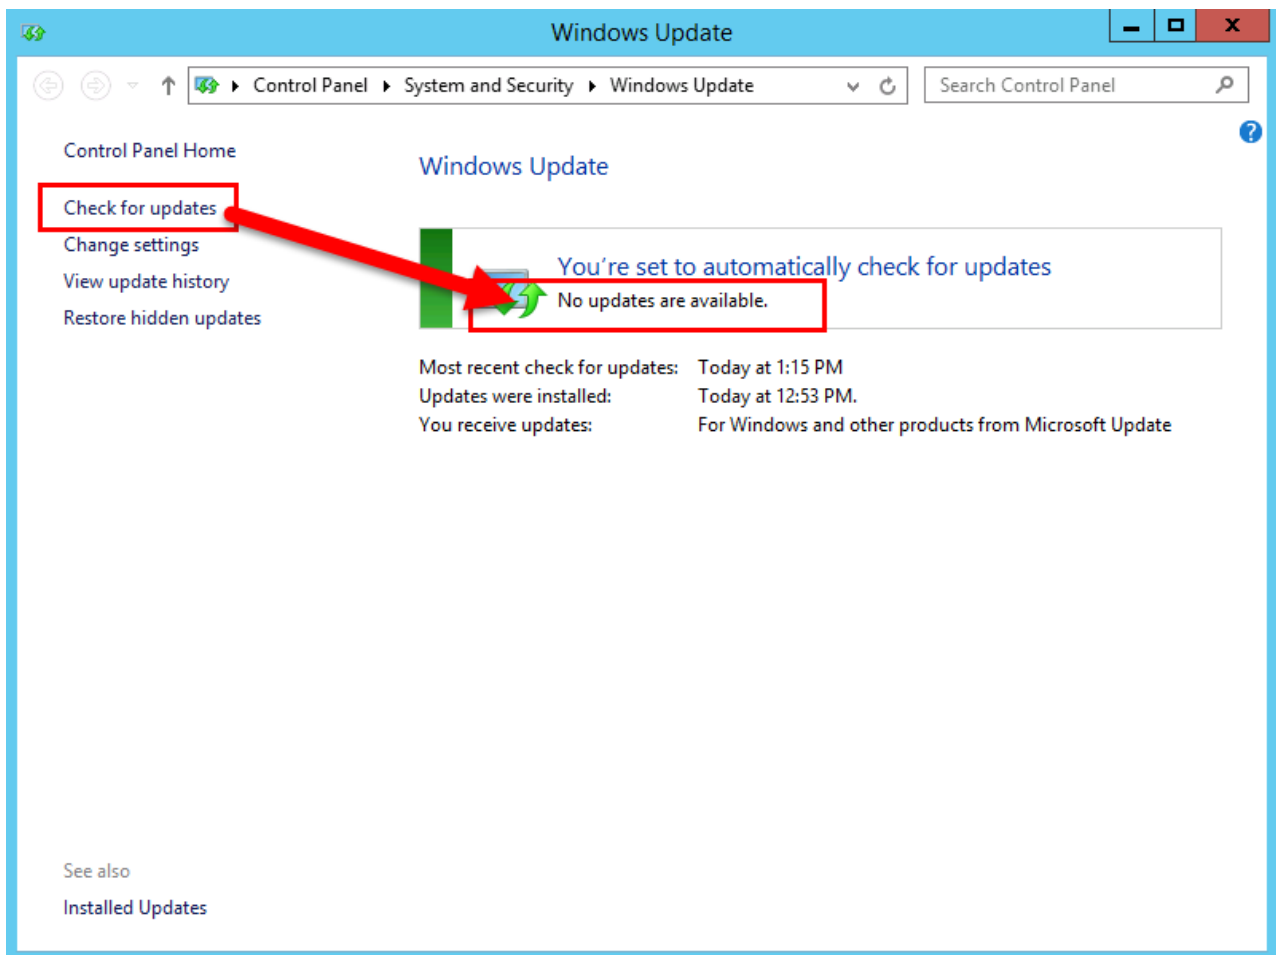 Windows Update
Control Panel System and Security Windows Update
Search Control Panel
Control Panel Home
Check for updates
Change settings
View update history
Restore hidden updates
Windows Update
You're set to automatically check for updates
No updates are available.
Most recent check for updates: Today at 1:15 PM
Updates were installed: Today at 12:53 PM.
You receive updates: For Windows and other products from Microsoft Update
See also
Installed Updates